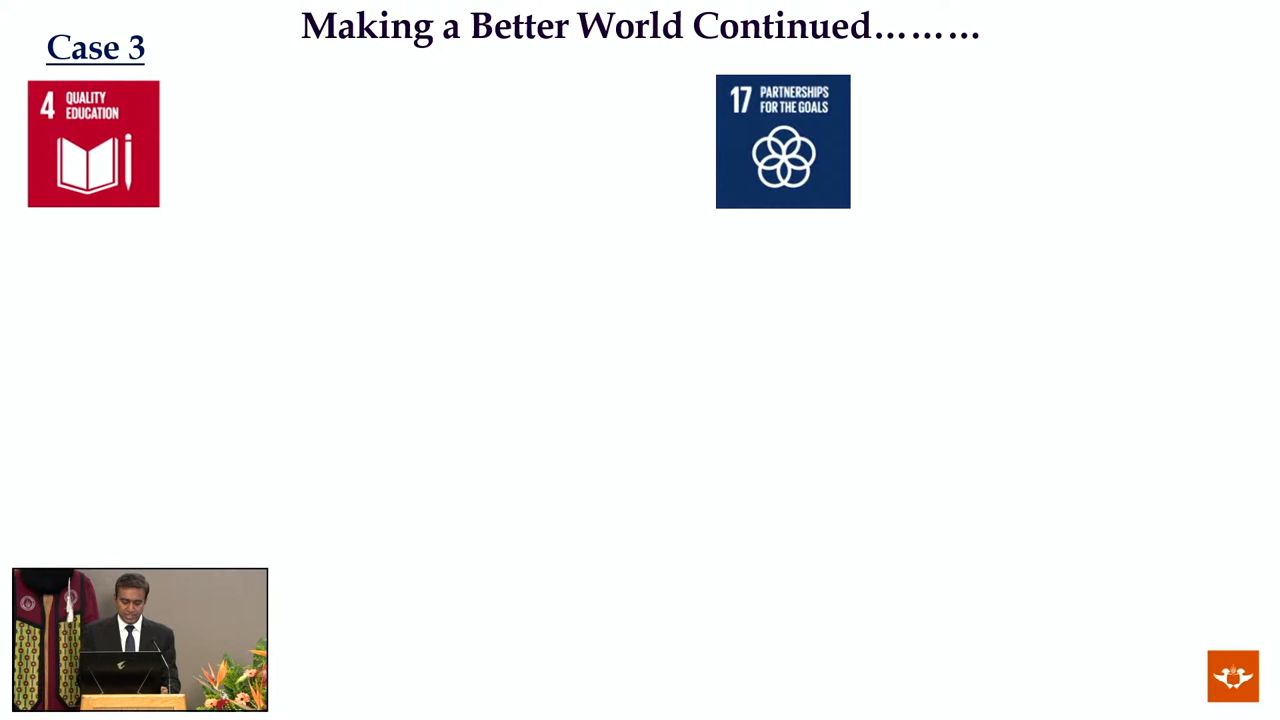 Making a Better World Continued………
Case 3
4 QUALITY
EDUCATION
17 PARTNERSHIPS
FOR THE GOALS